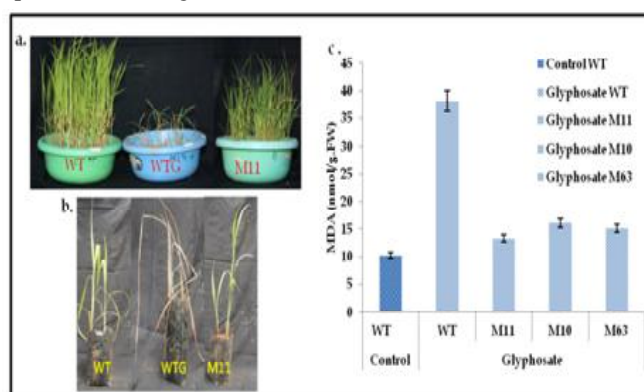 a.
WT
WTG
M11
b.
WT
WTG
M11
c.
MDA (nmol/g.FW)
45
40
35
30
25
20
15
10
5
0
WT
WT
M11
M10
M63
Control
Glyphosate
Control WT
Glyphosate WT
Glyphosate M11
Glyphosate M10
Glyphosate M63